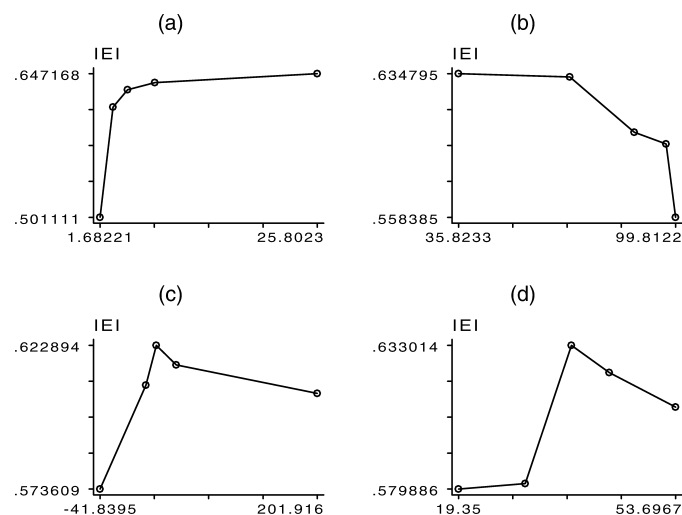 (a)
IEI
.647168
.501111
1.68221 25.8023
(b)
IEI
.634795
.558385
35.8233 99.8122
(c)
IEI
.622894
.573609
-41.8395 201.916
(d)
IEI
.633014
.579886
19.35 53.6967